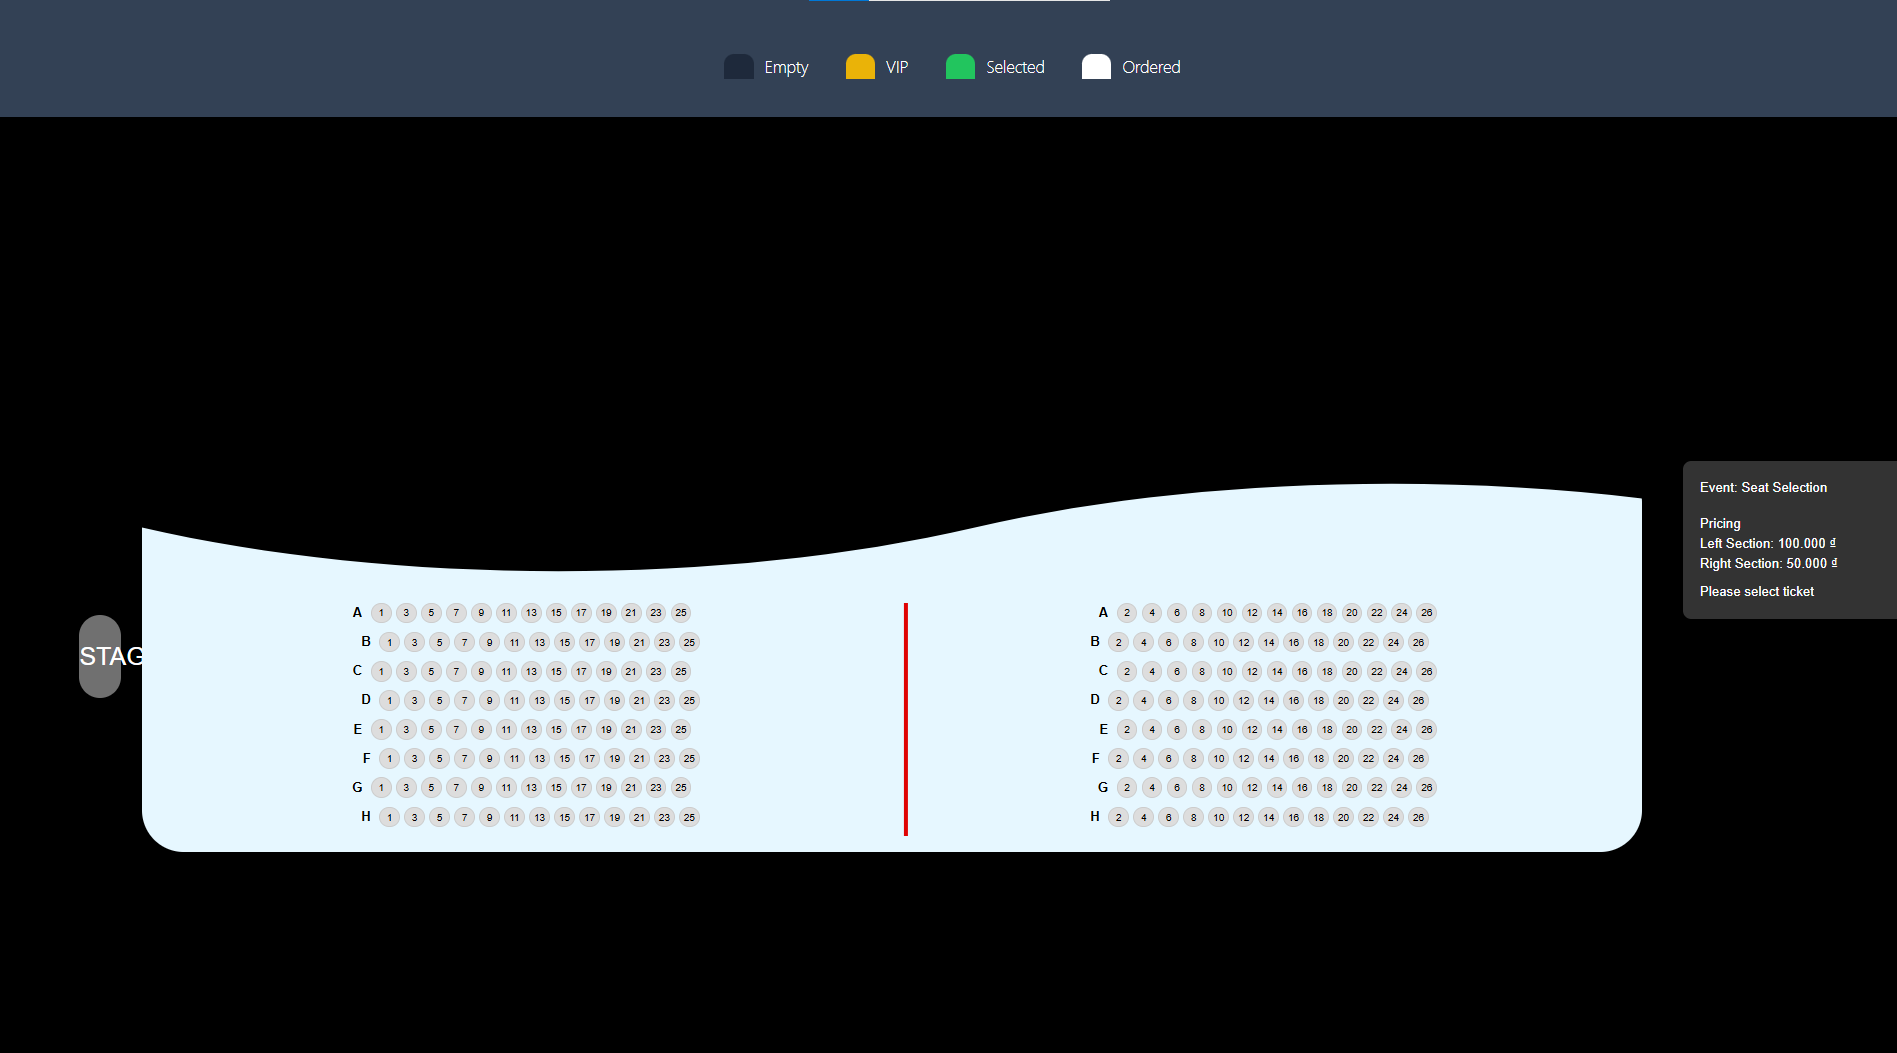 Empty VIP Selected Ordered
Event: Seat Selection
Pricing
Left Section: 100.000 ₫
Right Section: 50.000 ₫
Please select ticket
STAG
A 1 3 5 7 9 11 13 15 17 19 21 23 25 A 2 4 6 8 10 12 14 16 18 20 22 24 26
B 1 3 5 7 9 11 13 15 17 19 21 23 25 B 2 4 6 8 10 12 14 16 18 20 22 24 26
C 1 3 5 7 9 11 13 15 17 19 21 23 25 C 2 4 6 8 10 12 14 16 18 20 22 24 26
D 1 3 5 7 9 11 13 15 17 19 21 23 25 D 2 4 6 8 10 12 14 16 18 20 22 24 26
E 1 3 5 7 9 11 13 15 17 19 21 23 25 E 2 4 6 8 10 12 14 16 18 20 22 24 26
F 1 3 5 7 9 11 13 15 17 19 21 23 25 F 2 4 6 8 10 12 14 16 18 20 22 24 26
G 1 3 5 7 9 11 13 15 17 19 21 23 25 G 2 4 6 8 10 12 14 16 18 20 22 24 26
H 1 3 5 7 9 11 13 15 17 19 21 23 25 H 2 4 6 8 10 12 14 16 18 20 22 24 26